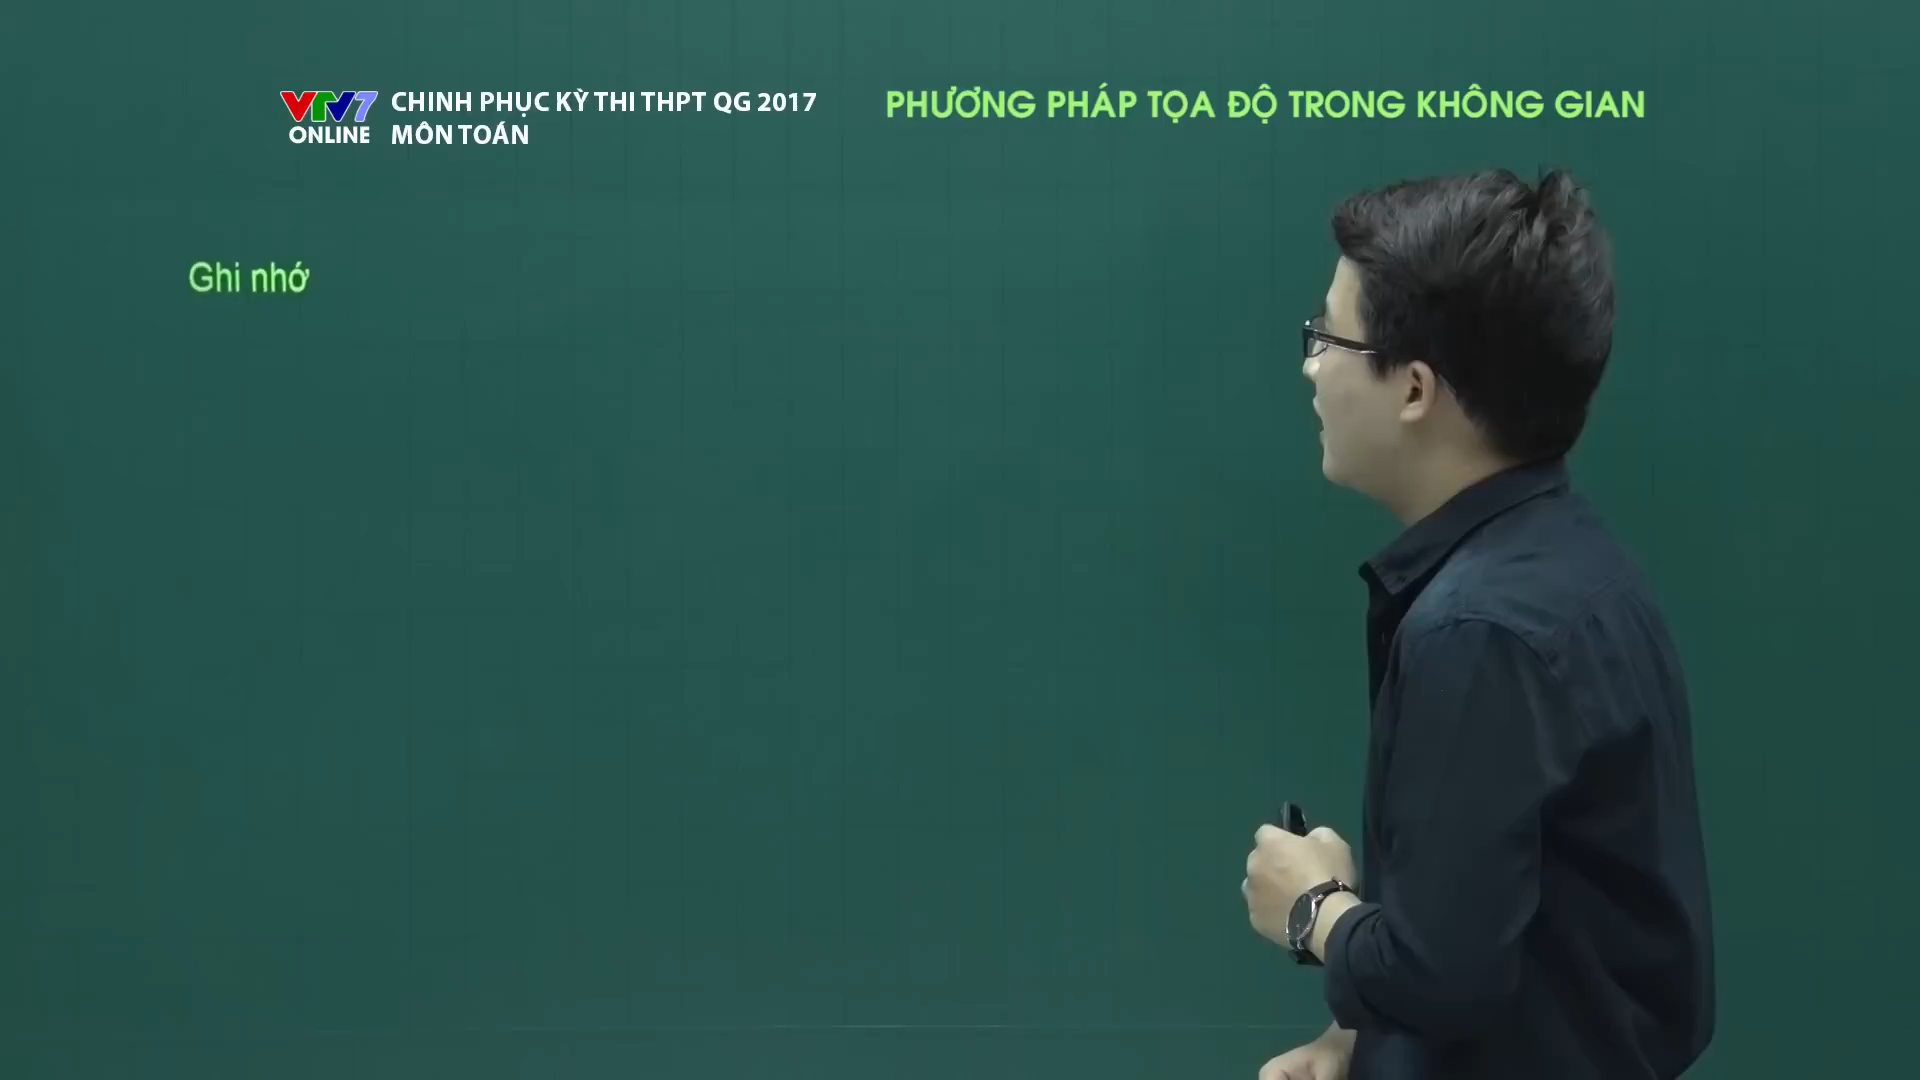 VTV7
ONLINE
CHINH PHỤC KỲ THI THPT QG 2017
MÔN TOÁN
PHƯƠNG PHÁP TỌA ĐỘ TRONG KHÔNG GIAN
Ghi nhớ